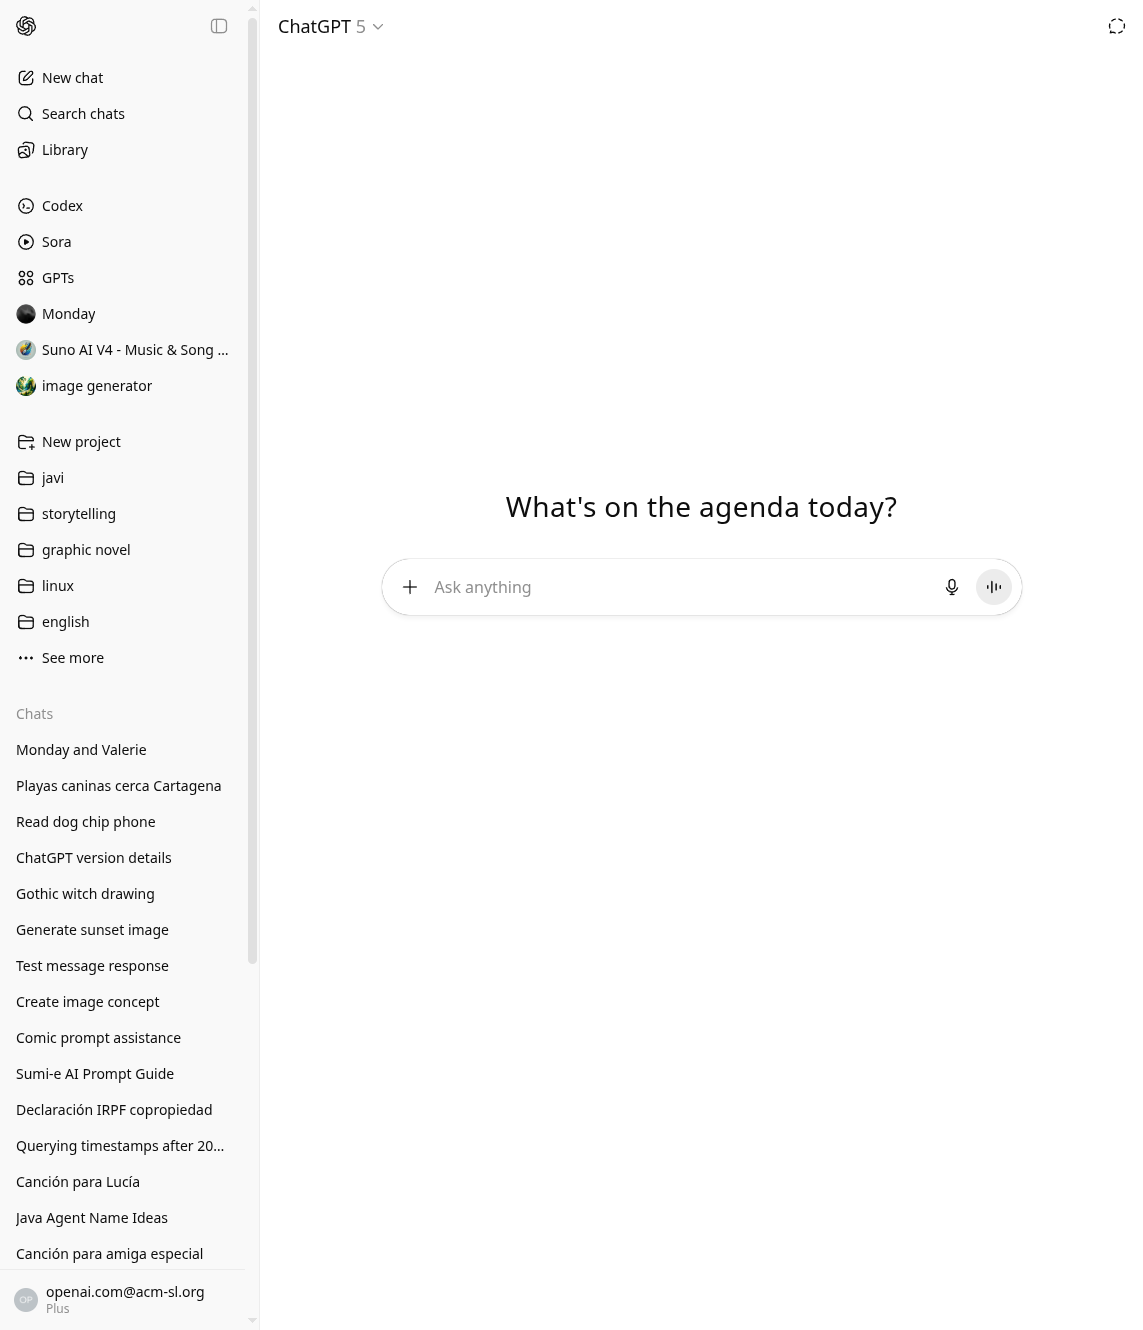 ChatGPT 5
New chat
Search chats
Library
Codex
Sora
GPTs
Monday
Suno AI V4 - Music & Song ...
image generator
New project
javi
storytelling
graphic novel
linux
english
See more
Chats
Monday and Valerie
Playas caninas cerca Cartagena
Read dog chip phone
ChatGPT version details
Gothic witch drawing
Generate sunset image
Test message response
Create image concept
Comic prompt assistance
Sumi-e AI Prompt Guide
Declaración IRPF copropiedad
Querying timestamps after 20...
Canción para Lucía
Java Agent Name Ideas
Canción para amiga especial
OP
openai.com@acm-sl.org
Plus
What's on the agenda today?
Ask anything